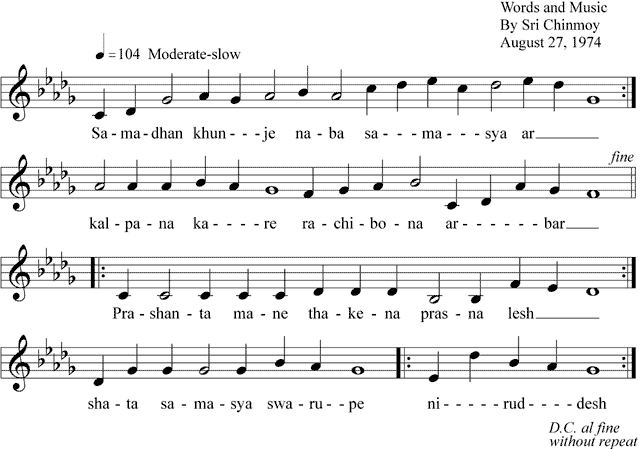 Words and Music
By Sri Chinmoy
August 27, 1974
= 104 Moderate-slow
Sa - ma - dhan khun - - - je na - ba sa - - - ma - - - sya ar ______
fine
kal - pa - na ka - - - - re ra - chi - bo - na ar - - - - - - bar ____
Pra - shan - ta ma - ne tha - ke - na pras - na lesh ______
sha - ta sa - ma - sya swa - ru - pe ni - - - - - rud - - - - - desh
D.C. al fine
without repeat